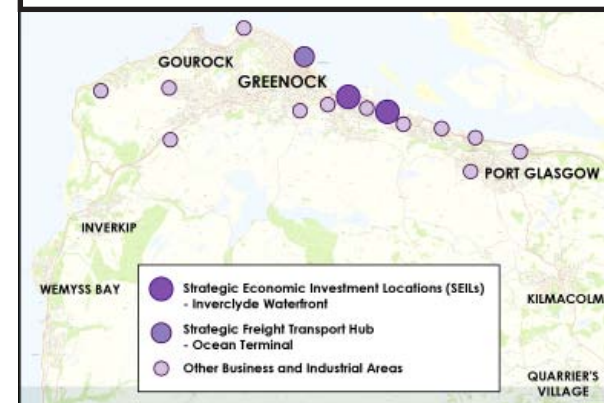 GOUROCK
GREENOCK
PORT GLASGOW
INVERKIP
WEMYSS BAY
Strategic Economic Investment Locations (SEILs)
- Inverclyde Waterfront
Strategic Freight Transport Hub
- Ocean Terminal
Other Business and Industrial Areas
KILMACOLM
QUARRIER'S
VILLAGE